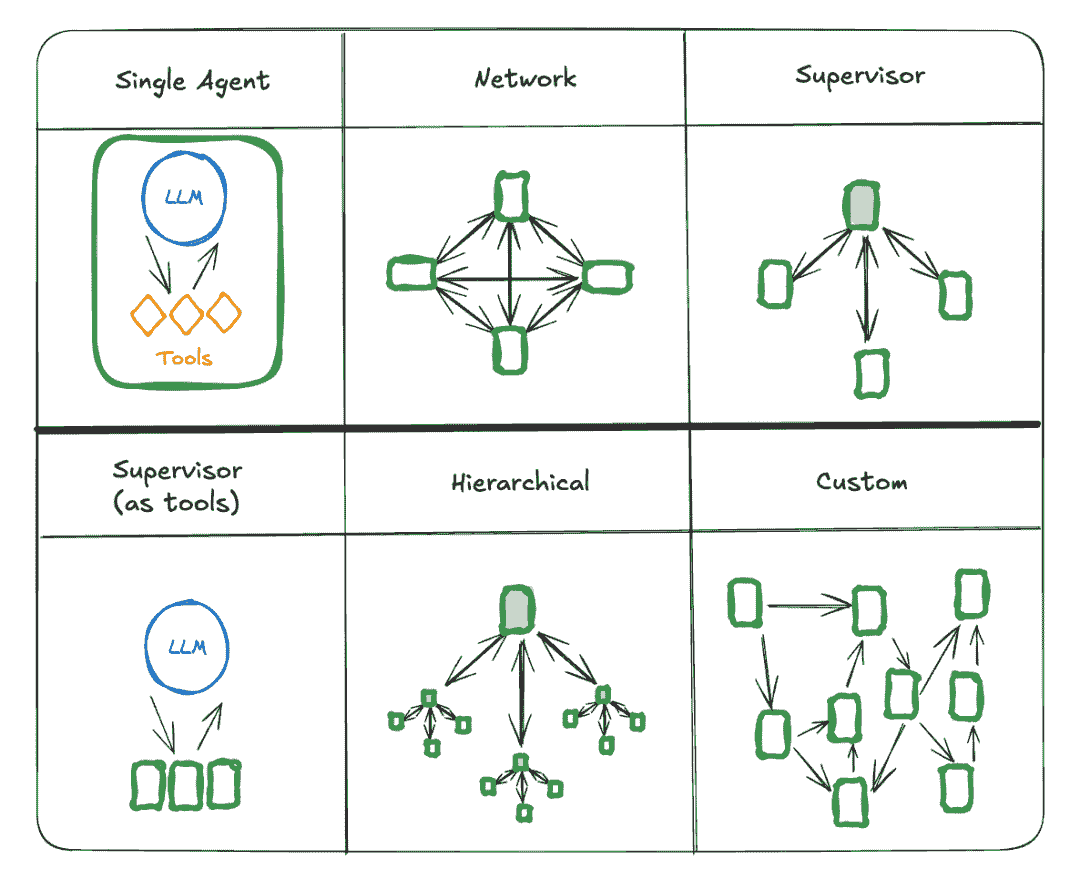 Single Agent
Network
Supervisor
LLM
Tools
Supervisor
(as tools)
Hierarchical
Custom
LLM